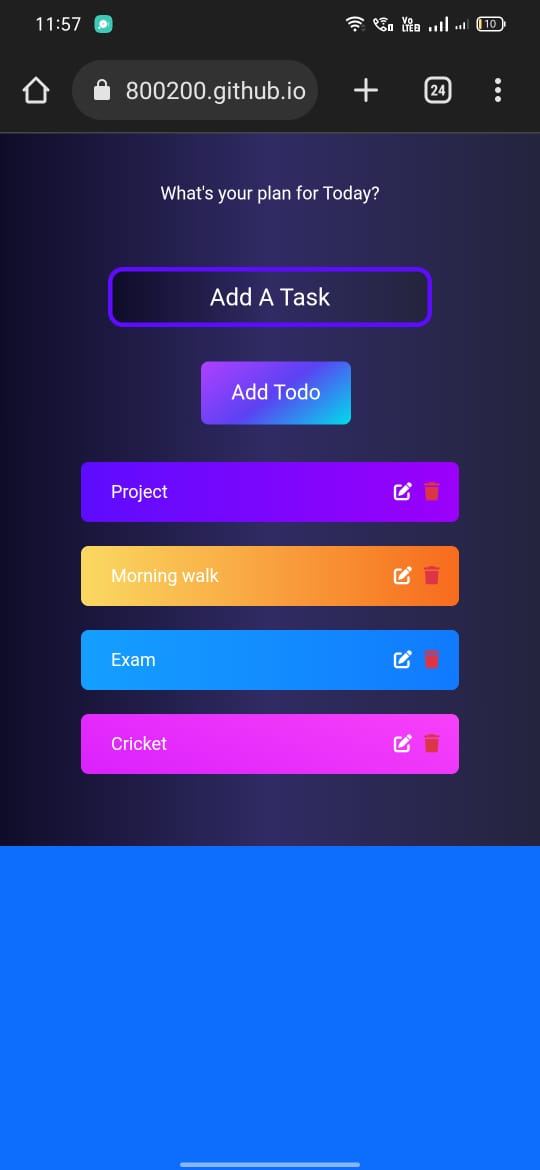 11:57
Vo
LTE2
10
800200.github.io
24
What's your plan for Today?
Add A Task
Add Todo
Project
Morning walk
Exam
Cricket